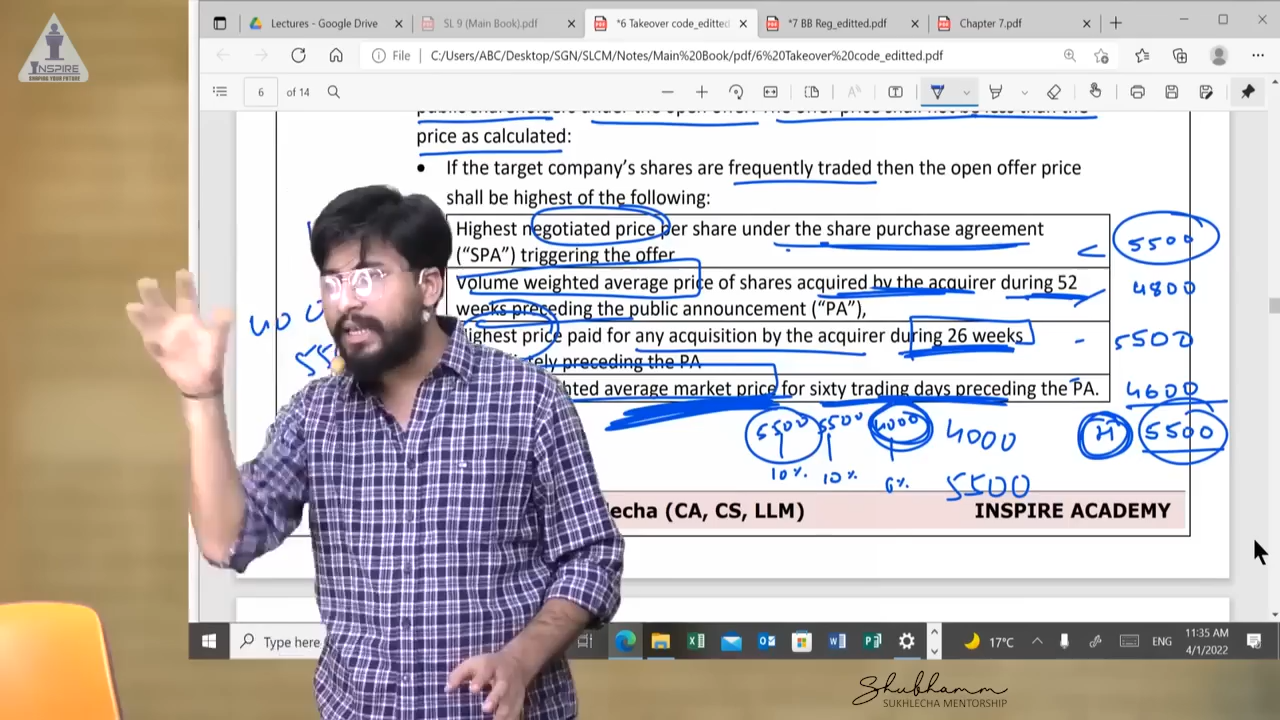 INSPIRE
SHAPING YOUR FUTURE
Lectures - Google Drive
SL 9 (Main Book).pdf
*6 Takeover code_editted
*7 BB Reg_editted.pdf
Chapter 7.pdf
File
C:/Users/ABC/Desktop/SGN/SLCM/Notes/Main%20Book/pdf/6%20Takeover%20code_editted.pdf
6 of 14
price as calculated:
• If the target company's shares are frequently traded then the open offer price
shall be highest of the following:
Highest negotiated price per share under the share purchase agreement
("SPA") triggering the offer
5500
Volume weighted average price of shares acquired by the acquirer during 52
weeks preceding the public announcement ("PA"),
4800
Highest price paid for any acquisition by the acquirer during 26 weeks
preceding the PA
5500
average market price for sixty trading days preceding the PA.
4600
5500 5500 4000 4000
H 5500
10% 10% 6% 5500
(CA, CS, LLM)
INSPIRE ACADEMY
Type here
17°C
ENG
11:35 AM
4/1/2022
Shubhamm
SUKHLECHA MENTORSHIP